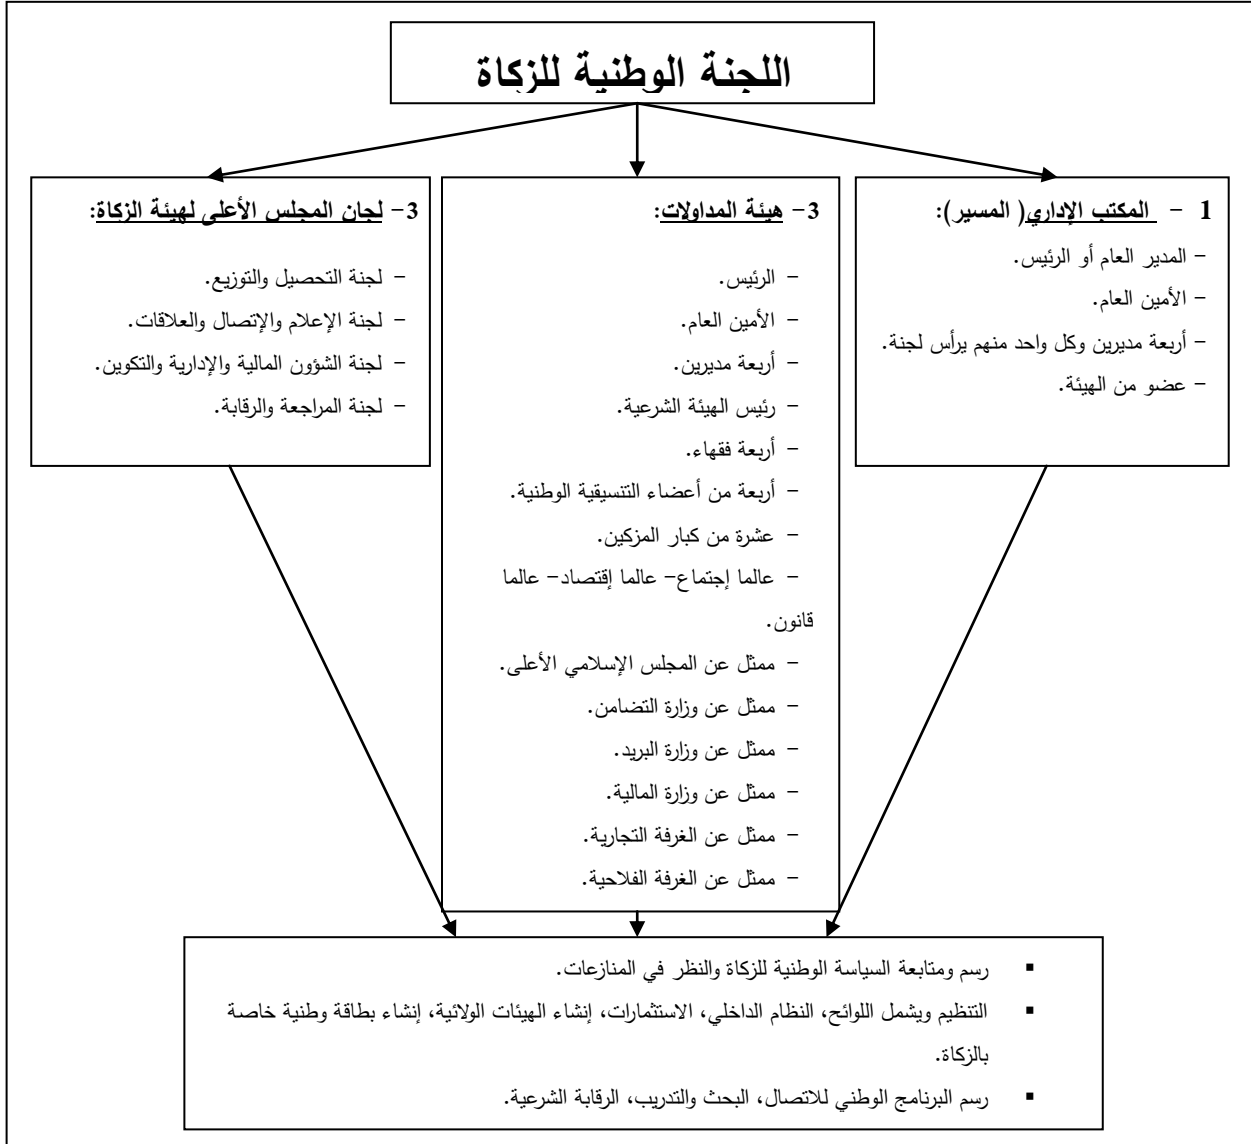 اللجنة الوطنية للزكاة
1 - المكتب الإداري( المسير):
- المدير العام أو الرئيس.
- الأمين العام.
- أربعة مديرين وكل واحد منهم يرأس لجنة.
- عضو من الهيئة.
3- هيئة المداولات:
- الرئيس.
- الأمين العام.
- أربعة مديرين.
- رئيس الهيئة الشرعية.
- أربعة فقهاء.
- أربعة من أعضاء التنسيقية الوطنية.
- عشرة من كبار المزكين.
- عالما إجتماع- عالما إقتصاد- عالما
قانون.
- ممثل عن المجلس الإسلامي الأعلى.
- ممثل عن وزارة التضامن.
- ممثل عن وزارة البريد.
- ممثل عن وزارة المالية.
- ممثل عن الغرفة التجارية.
- ممثل عن الغرفة الفلاحية.
3- لجان المجلس الأعلى لهيئة الزكاة:
- لجنة التحصيل والتوزيع.
- لجنة الإعلام والإتصال والعلاقات.
- لجنة الشؤون المالية والإدارية والتكوين.
- لجنة المراجعة والرقابة.
▪ رسم ومتابعة السياسة الوطنية للزكاة والنظر في المنازعات.
▪ التنظيم ويشمل اللوائح، النظام الداخلي، الاستثمارات، إنشاء الهيئات الولائية، إنشاء بطاقة وطنية خاصة
بالزكاة.
▪ رسم البرنامج الوطني للاتصال، البحث والتدريب، الرقابة الشرعية.